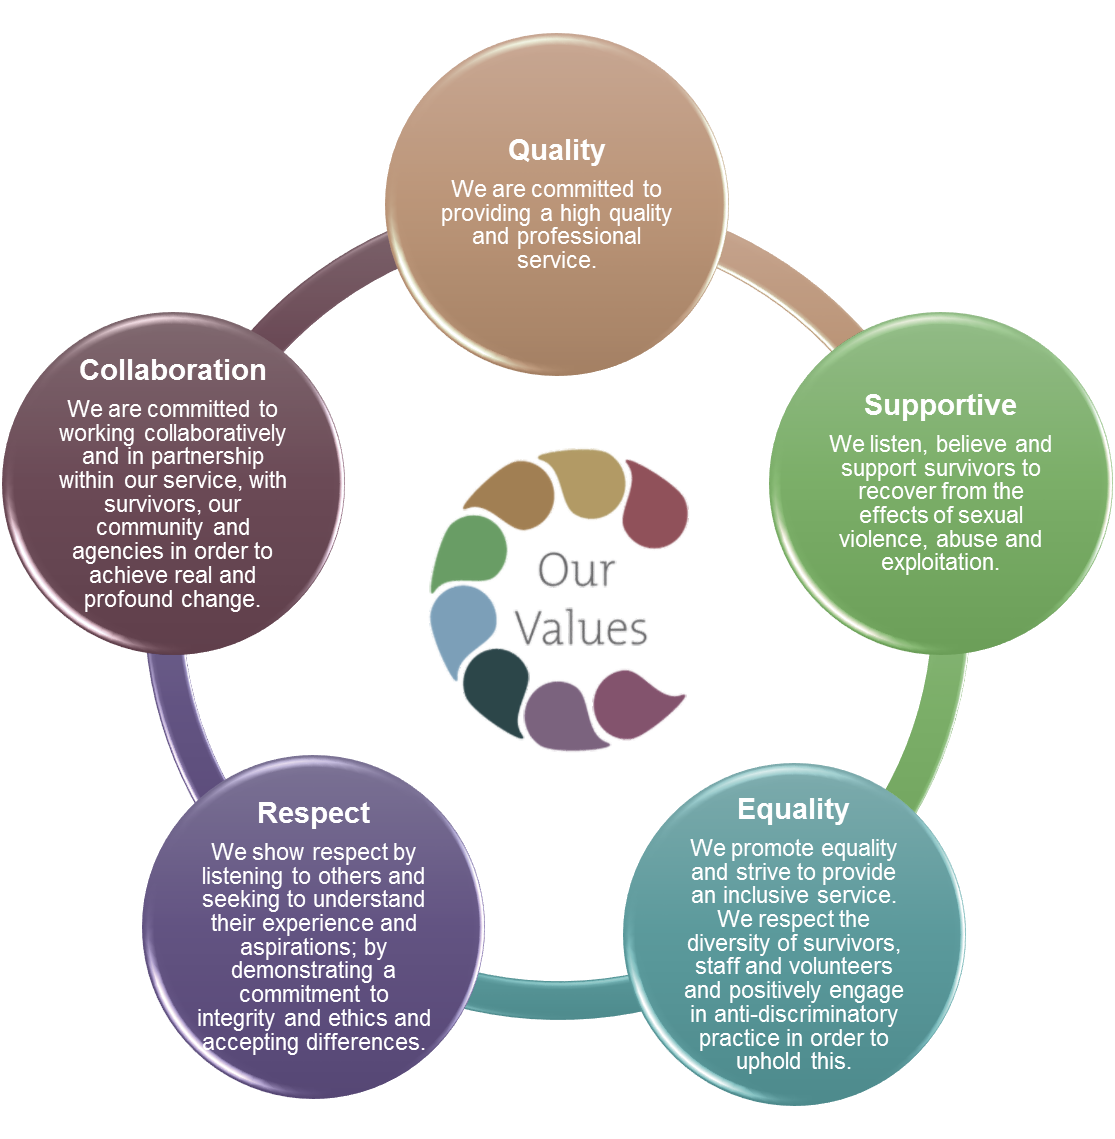 Quality
We are committed to
providing a high quality
and professional
service.
Supportive
We listen, believe and
support survivors to
recover from the
effects of sexual
violence, abuse and
exploitation.
Equality
We promote equality
and strive to provide
an inclusive service.
We respect the
diversity of survivors,
staff and volunteers
and positively engage
in anti-discriminatory
practice in order to
uphold this.
Respect
We show respect by
listening to others and
seeking to understand
their experience and
aspirations; by
demonstrating a
commitment to
integrity and ethics and
accepting differences.
Collaboration
We are committed to
working collaboratively
and in partnership
within our service, with
survivors, our
community and
agencies in order to
achieve real and
profound change.
Our
Values